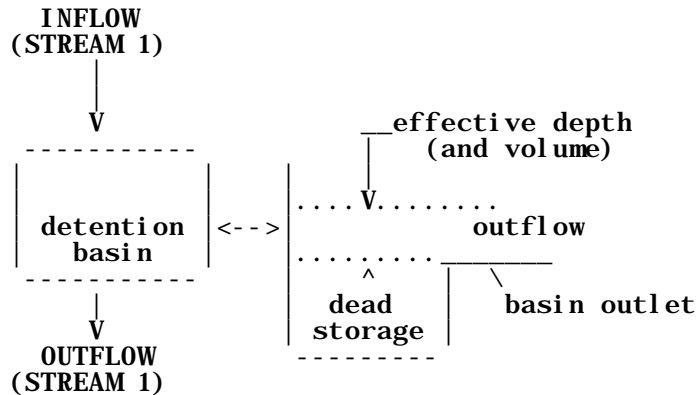 INFLOW
(STREAM 1)
effective depth
(and volume)
detention
basin
outflow
dead
storage
basin outlet
OUTFLOW
(STREAM 1)